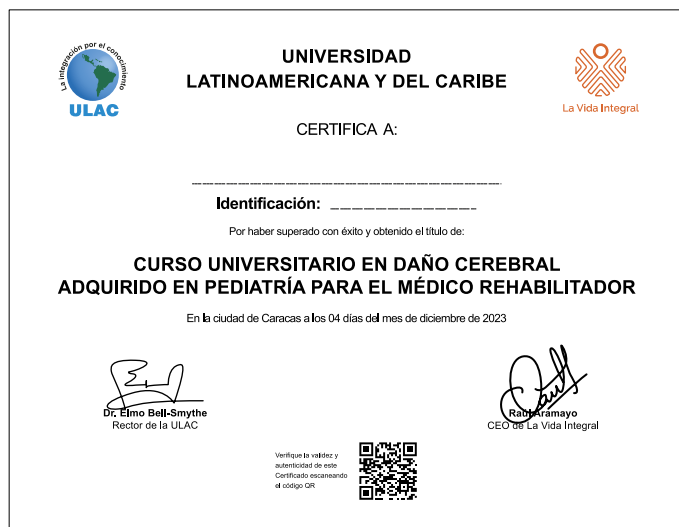 La integración por el conocimiento
ULAC
UNIVERSIDAD
LATINOAMERICANA Y DEL CARIBE
La Vida Integral
CERTIFICA A:
Identificación:
Por haber superado con éxito y obtenido el título de:
CURSO UNIVERSITARIO EN DAÑO CEREBRAL
ADQUIRIDO EN PEDIATRÍA PARA EL MÉDICO REHABILITADOR
En la ciudad de Caracas a los 04 días del mes de diciembre de 2023
Dr. Elmo Bell-Smythe
Rector de la ULAC
Raúl Aramayo
CEO de La Vida Integral
Verifique la validez y
autenticidad de este
Certificado escaneando
el código QR